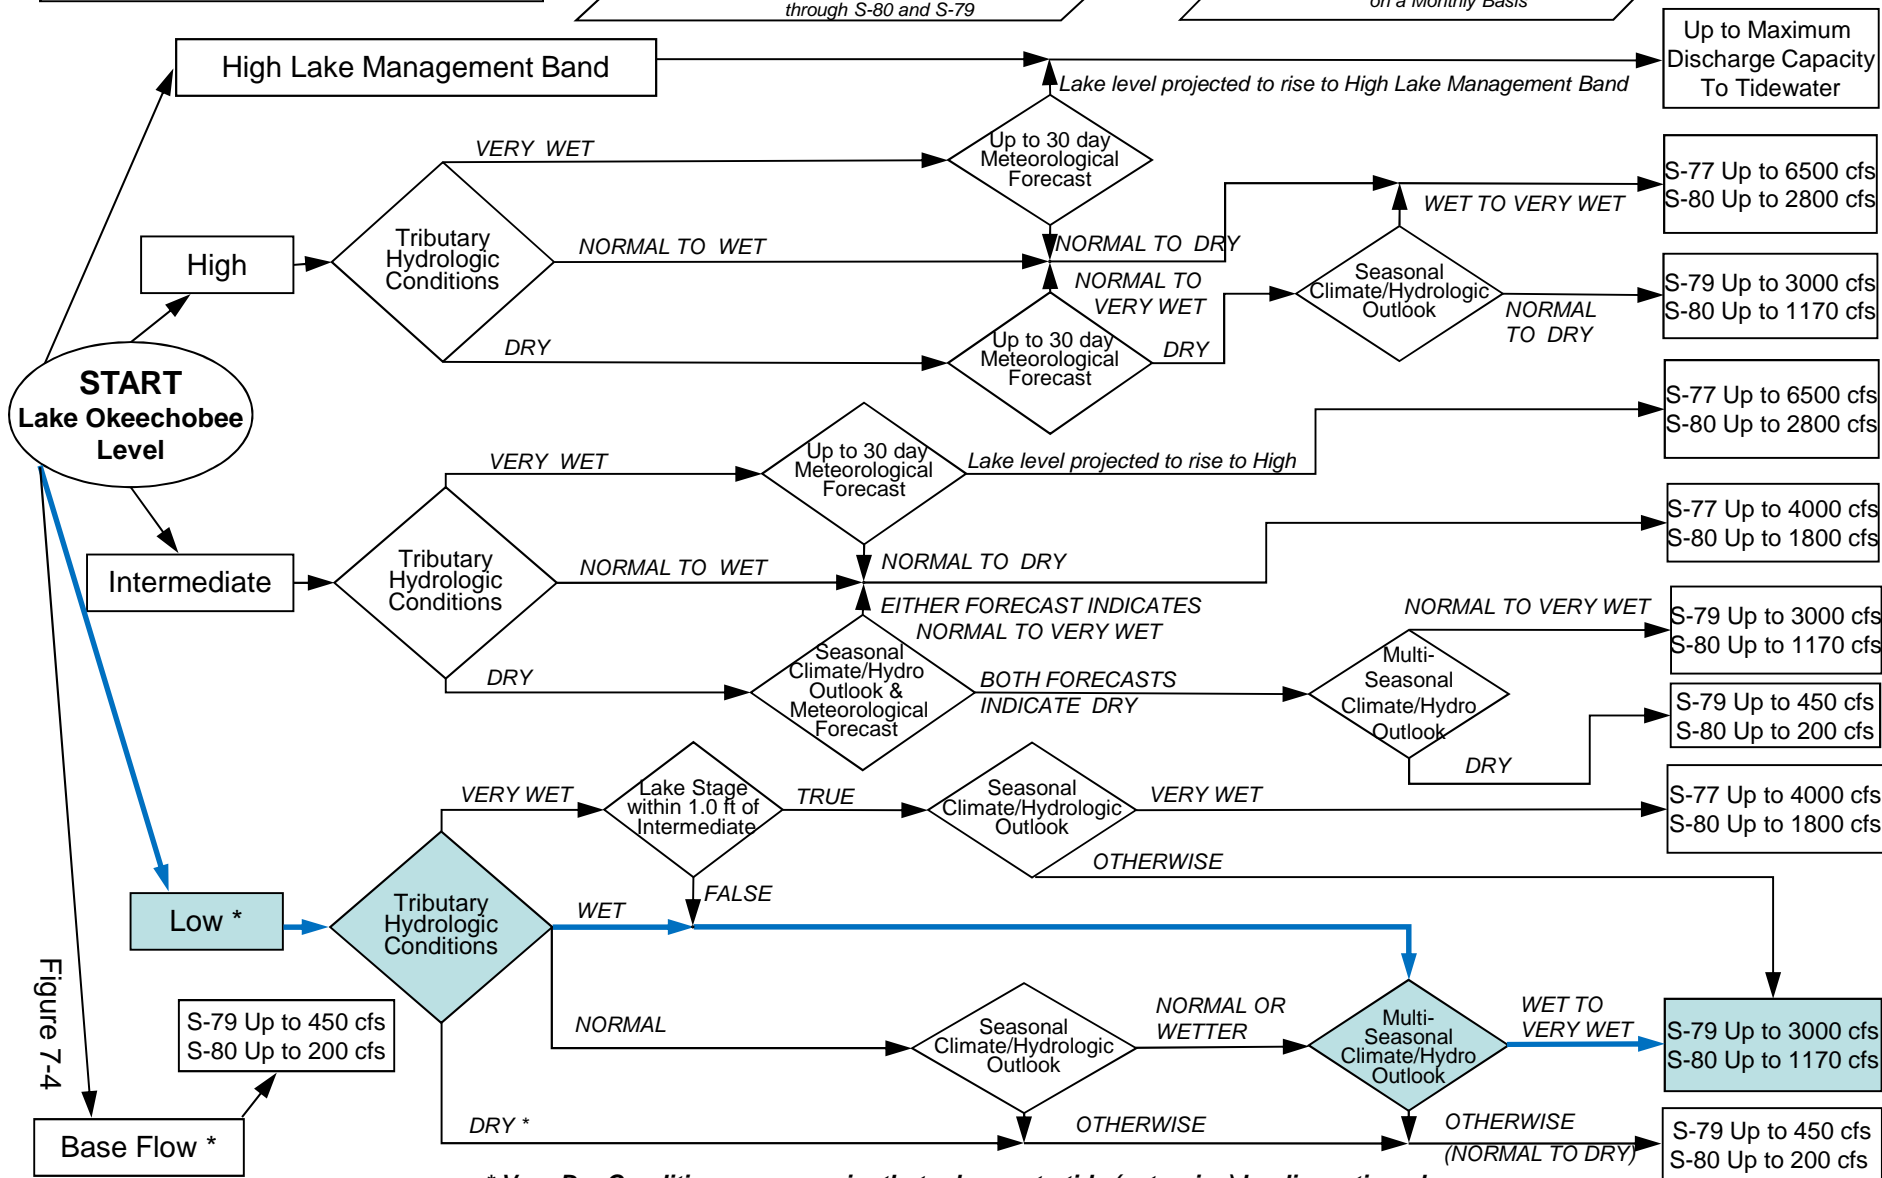 through S-80 and S-79
on a Monthly Basis
High Lake Management Band
Lake level projected to rise to High Lake Management Band
Up to Maximum
Discharge Capacity
To Tidewater
VERY WET
Up to 30 day
Meteorological
Forecast
S-77 Up to 6500 cfs
S-80 Up to 2800 cfs
WET TO VERY WET
High
Tributary
Hydrologic
Conditions
NORMAL TO WET
NORMAL TO DRY
NORMAL TO
VERY WET
Seasonal
Climate/Hydrologic
Outlook
NORMAL
TO DRY
S-79 Up to 3000 cfs
S-80 Up to 1170 cfs
DRY
Up to 30 day
Meteorological
Forecast
DRY
START
Lake Okeechobee
Level
S-77 Up to 6500 cfs
S-80 Up to 2800 cfs
VERY WET
Up to 30 day
Meteorological
Forecast
Lake level projected to rise to High
S-77 Up to 4000 cfs
S-80 Up to 1800 cfs
Intermediate
Tributary
Hydrologic
Conditions
NORMAL TO WET
NORMAL TO DRY
EITHER FORECAST INDICATES
NORMAL TO VERY WET
NORMAL TO VERY WET
S-79 Up to 3000 cfs
S-80 Up to 1170 cfs
DRY
Seasonal
Climate/Hydro
Outlook &
Meteorological
Forecast
BOTH FORECASTS
INDICATE DRY
Multi-
Seasonal
Climate/Hydro
Outlook
DRY
S-79 Up to 450 cfs
S-80 Up to 200 cfs
VERY WET
Lake Stage
within 1.0 ft of
Intermediate
TRUE
FALSE
Seasonal
Climate/Hydrologic
Outlook
VERY WET
OTHERWISE
S-77 Up to 4000 cfs
S-80 Up to 1800 cfs
Low *
Tributary
Hydrologic
Conditions
WET
NORMAL
Seasonal
Climate/Hydrologic
Outlook
NORMAL OR
WETTER
Multi-
Seasonal
Climate/Hydro
Outlook
WET TO
VERY WET
S-79 Up to 3000 cfs
S-80 Up to 1170 cfs
Figure 7-4
S-79 Up to 450 cfs
S-80 Up to 200 cfs
Base Flow *
DRY *
OTHERWISE
OTHERWISE
(NORMAL TO DRY)
S-79 Up to 450 cfs
S-80 Up to 200 cfs